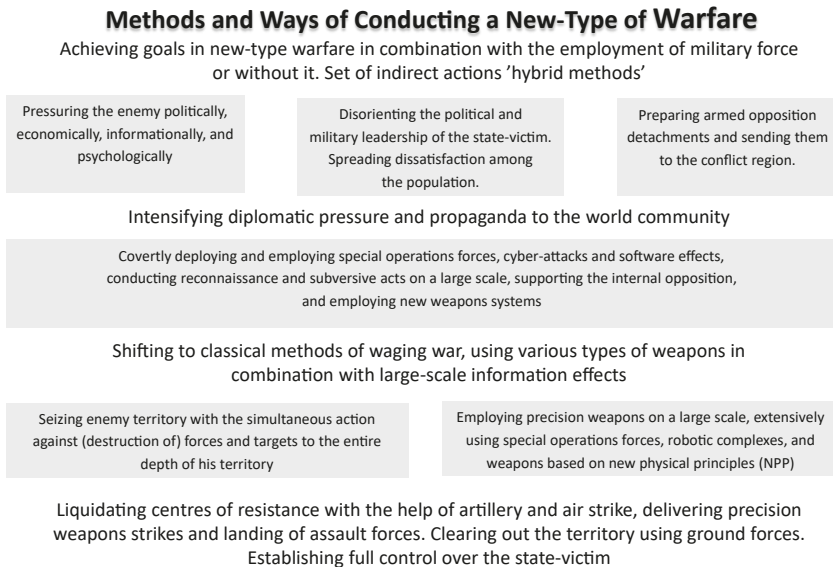 Methods and Ways of Conducting a New-Type of Warfare
Achieving goals in new-type warfare in combination with the employment of military force
or without it. Set of indirect actions ’hybrid methods’
Pressuring the enemy politically,
economically, informationally, and
psychologically
Disorienting the political and
military leadership of the state-victim.
Spreading dissatisfaction among
the population.
Preparing armed opposition
detachments and sending them
to the conflict region.
Intensifying diplomatic pressure and propaganda to the world community
Covertly deploying and employing special operations forces, cyber-attacks and software effects,
conducting reconnaissance and subversive acts on a large scale, supporting the internal opposition,
and employing new weapons systems
Shifting to classical methods of waging war, using various types of weapons in
combination with large-scale information effects
Seizing enemy territory with the simultaneous action
against (destruction of) forces and targets to the entire
depth of his territory
Employing precision weapons on a large scale, extensively
using special operations forces, robotic complexes, and
weapons based on new physical principles (NPP)
Liquidating centres of resistance with the help of artillery and air strike, delivering precision
weapons strikes and landing of assault forces. Clearing out the territory using ground forces.
Establishing full control over the state-victim